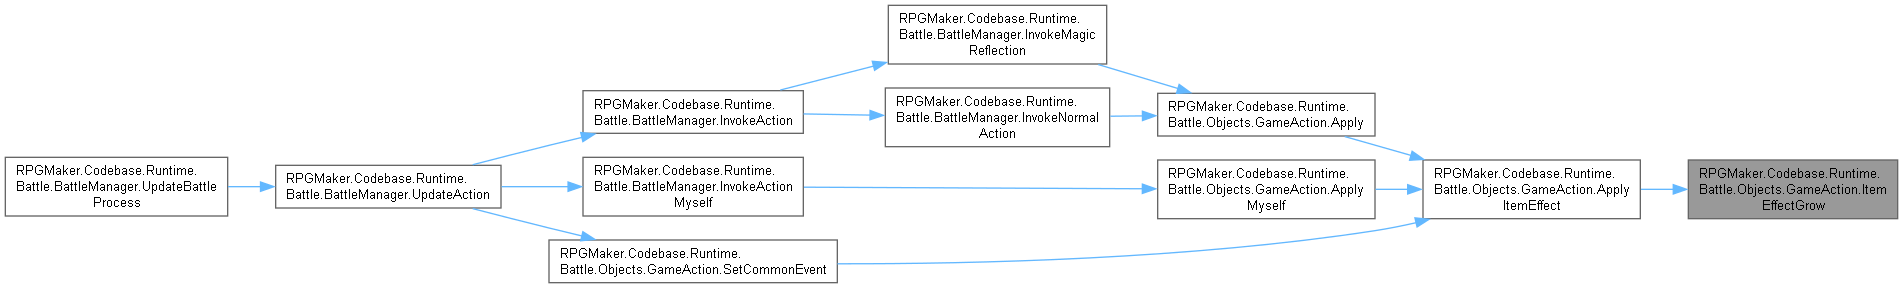 RPGMaker.Codebase.Runtime.
Battle.BattleManager.UpdateBattle
Process
RPGMaker.Codebase.Runtime.
Battle.BattleManager.UpdateAction
RPGMaker.Codebase.Runtime.
Battle.BattleManager.InvokeAction
RPGMaker.Codebase.Runtime.
Battle.BattleManager.InvokeAction
Myself
RPGMaker.Codebase.Runtime.
Battle.Objects.GameAction.SetCommonEvent
RPGMaker.Codebase.Runtime.
Battle.BattleManager.InvokeMagic
Reflection
RPGMaker.Codebase.Runtime.
Battle.BattleManager.InvokeNormal
Action
RPGMaker.Codebase.Runtime.
Battle.Objects.GameAction.Apply
RPGMaker.Codebase.Runtime.
Battle.Objects.GameAction.Apply
Myself
RPGMaker.Codebase.Runtime.
Battle.Objects.GameAction.Apply
ItemEffect
RPGMaker.Codebase.Runtime.
Battle.Objects.GameAction.Item
EffectGrow